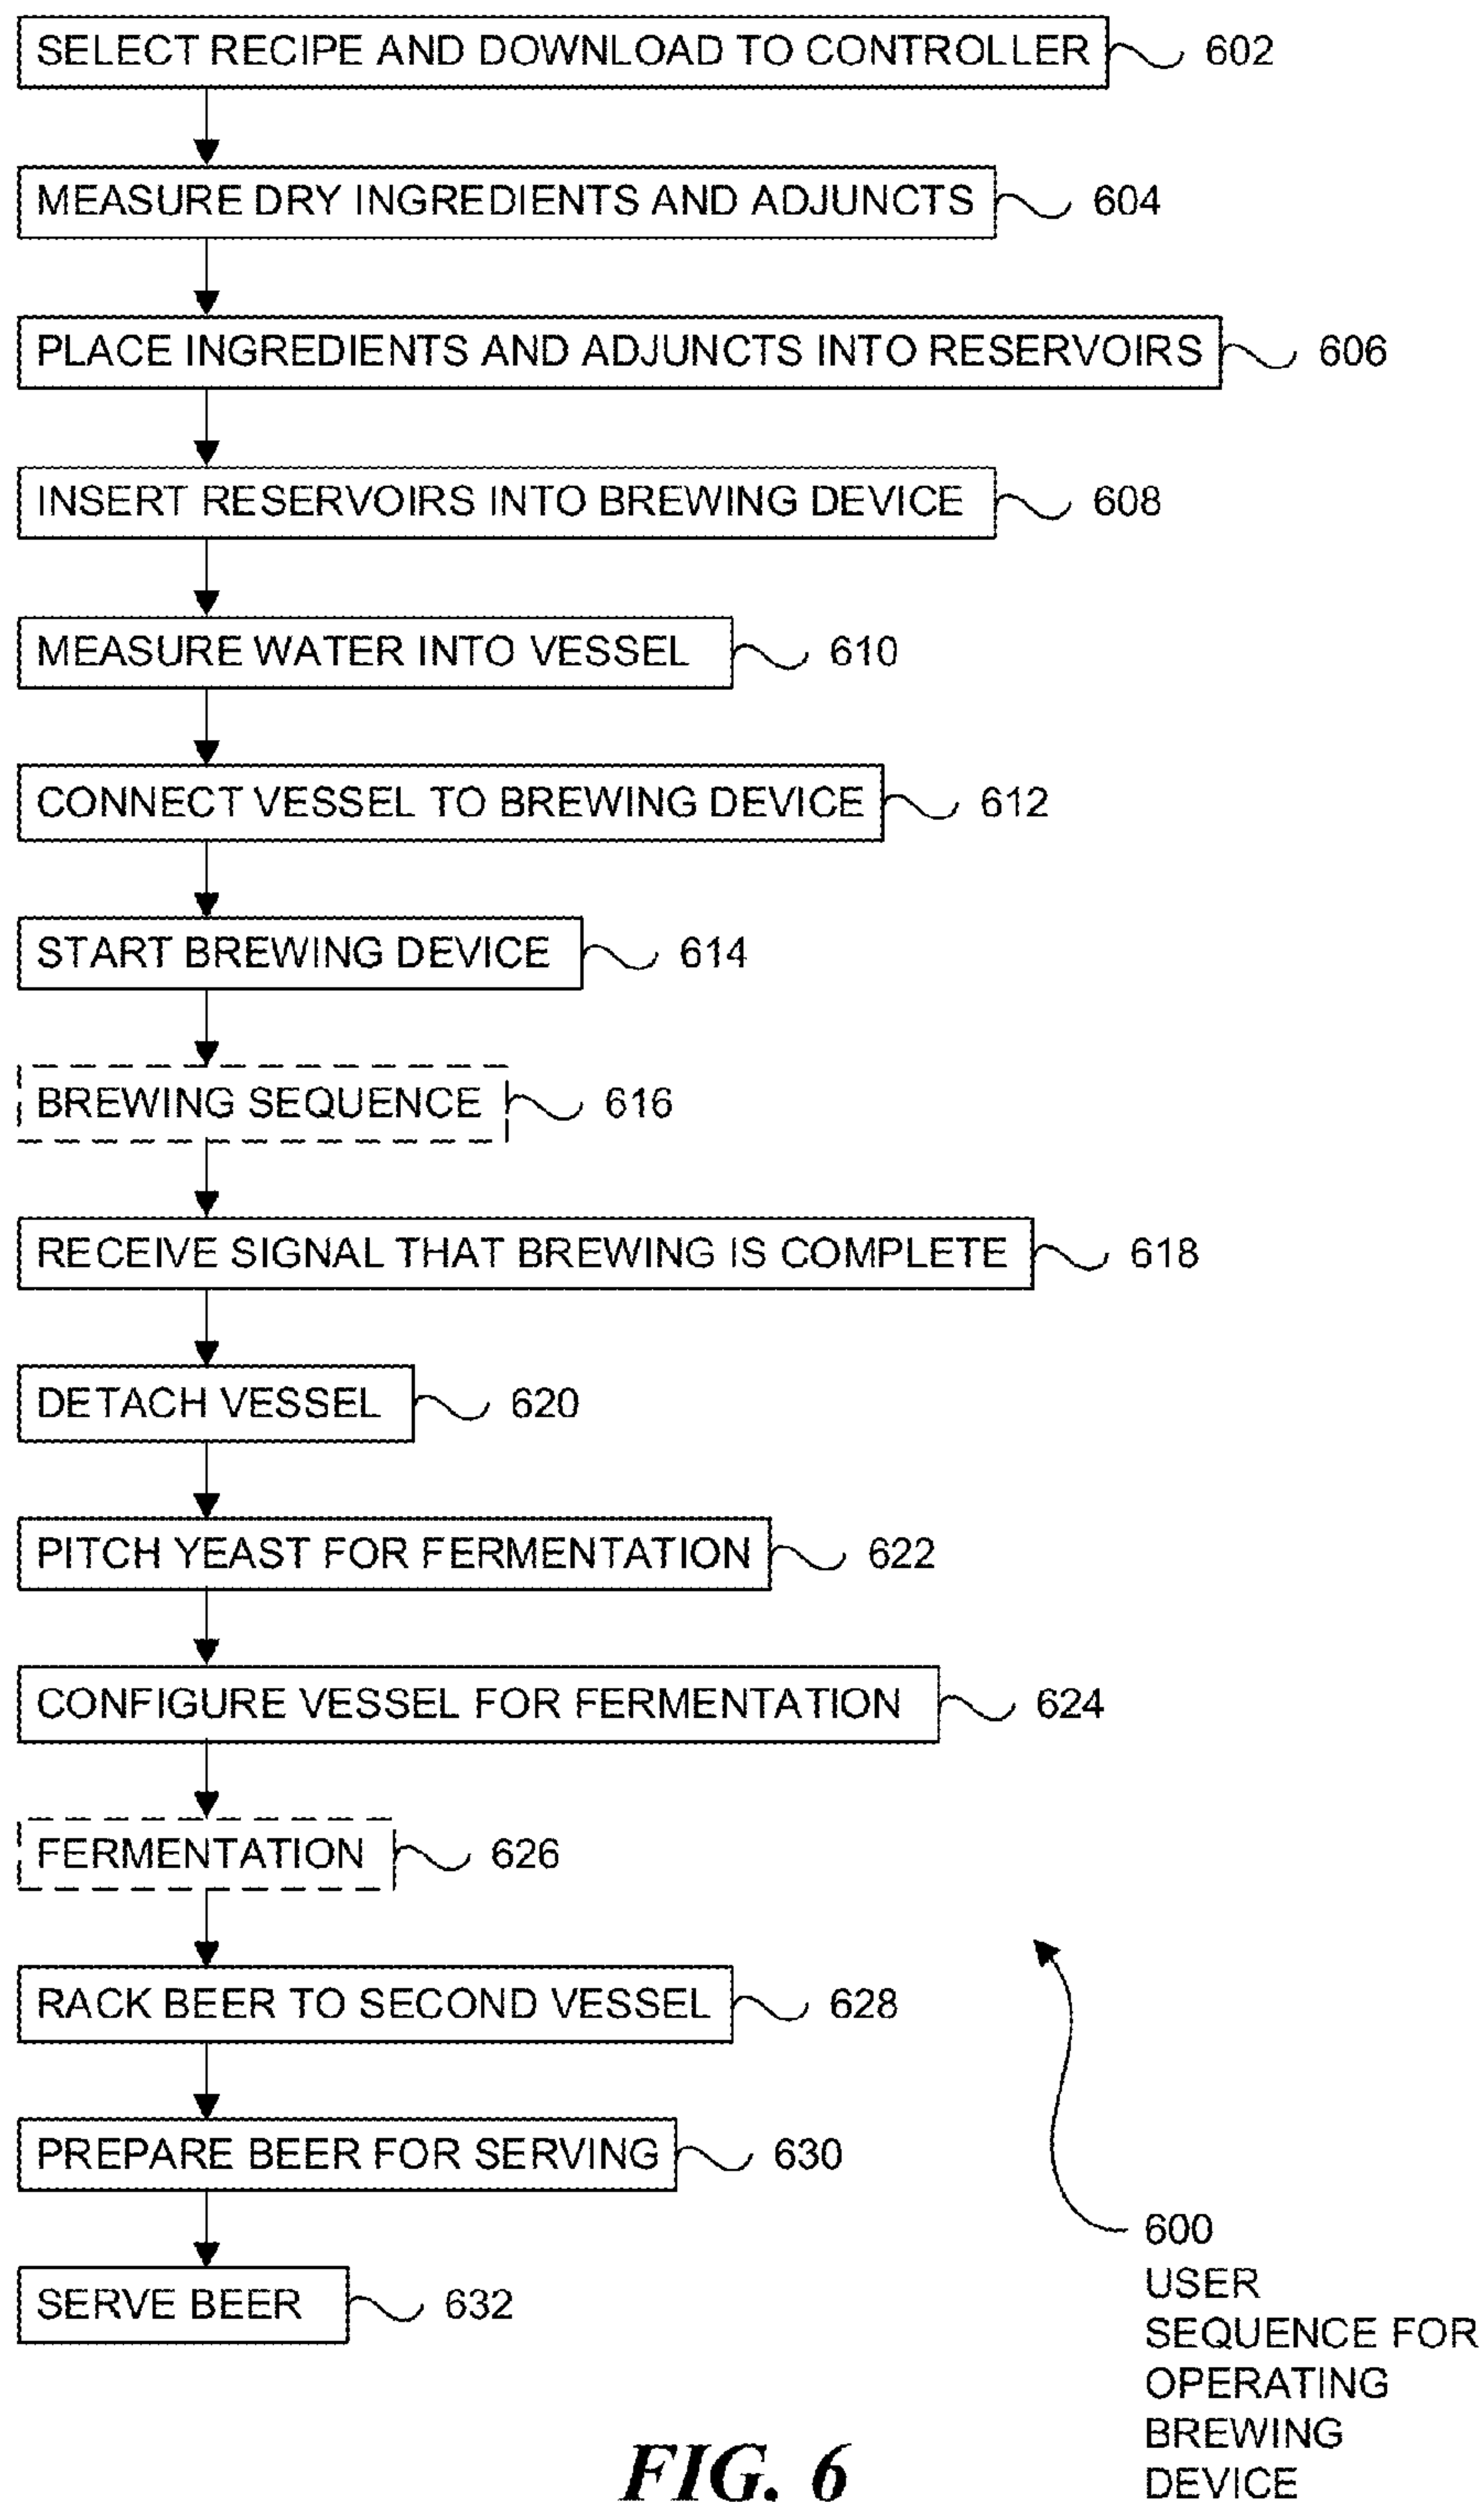 SELECT RECIPE AND DOWNLOAD TO CONTROLLER 602
MEASURE DRY INGREDIENTS AND ADJUNCTS 604
PLACE INGREDIENTS AND ADJUNCTS INTO RESERVOIRS 606
INSERT RESERVOIRS INTO BREWING DEVICE 608
MEASURE WATER INTO VESSEL 610
CONNECT VESSEL TO BREWING DEVICE 612
START BREWING DEVICE 614
BREWING SEQUENCE 616
RECEIVE SIGNAL THAT BREWING IS COMPLETE 618
DETACH VESSEL 620
PITCH YEAST FOR FERMENTATION 622
CONFIGURE VESSEL FOR FERMENTATION 624
FERMENTATION 626
RACK BEER TO SECOND VESSEL 628
PREPARE BEER FOR SERVING 630
SERVE BEER 632
600
USER
SEQUENCE FOR
OPERATING
BREWING
DEVICE
FIG. 6